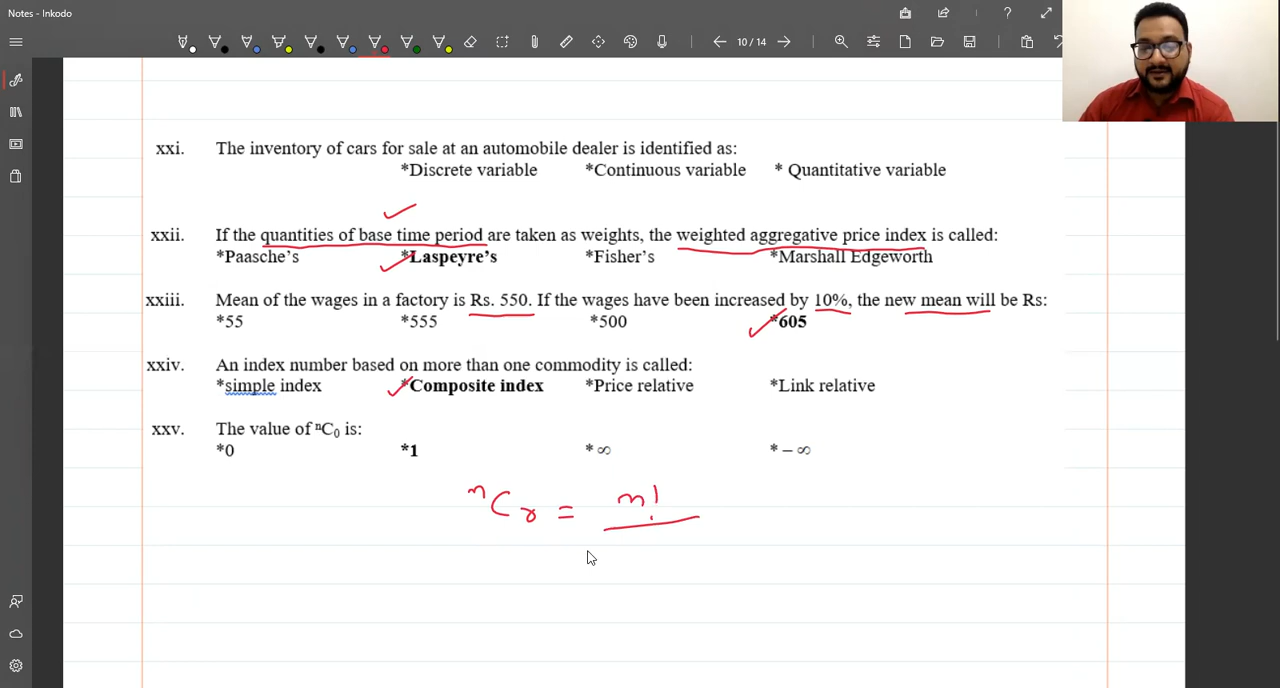 Notes - Inkodo
10 / 14
xxi. The inventory of cars for sale at an automobile dealer is identified as:
*Discrete variable *Continuous variable * Quantitative variable
xxii. If the quantities of base time period are taken as weights, the weighted aggregative price index is called:
*Paasche's *Laspeyre's *Fisher's *Marshall Edgeworth
xxiii. Mean of the wages in a factory is Rs. 550. If the wages have been increased by 10%, the new mean will be Rs:
*55 *555 *500 *605
xxiv. An index number based on more than one commodity is called:
*simple index *Composite index *Price relative *Link relative
xxv. The value of ⁿC₀ is:
*0 *1 * ∞ * – ∞
ⁿCᵣ = n!